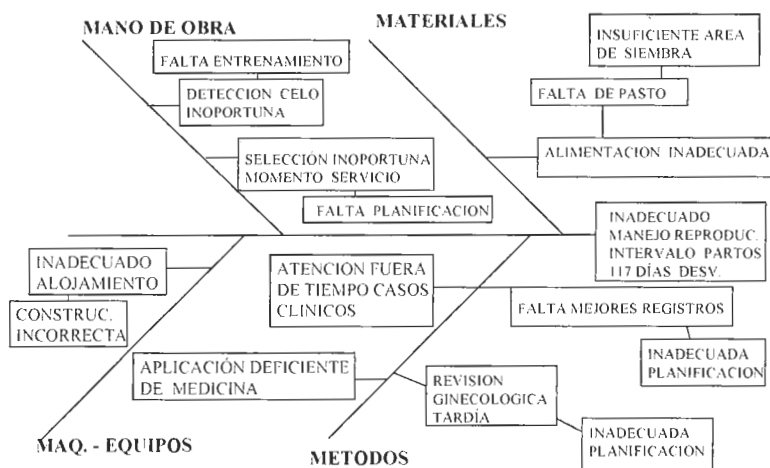 MANO DE OBRA
MATERIALES
FALTA ENTRENAMIENTO
DETECCION CELO
INOPORTUNA
SELECCIÓN INOPORTUNA
MOMENTO SERVICIO
FALTA PLANIFICACION
INSUFICIENTE AREA
DE SIEMBRA
FALTA DE PASTO
ALIMENTACION INADECUADA
INADECUADO
MANEJO REPRODUC.
INTERVALO PARTOS
117 DÍAS DESV.
INADECUADO
ALOJAMIENTO
CONSTRUC.
INCORRECTA
ATENCION FUERA
DE TIEMPO CASOS
CLINICOS
FALTA MEJORES REGISTROS
INADECUADA
PLANIFICACION
APLICACIÓN DEFICIENTE
DE MEDICINA
REVISION
GINECOLOGICA
TARDÍA
INADECUADA
PLANIFICACION
MAQ. - EQUIPOS
METODOS